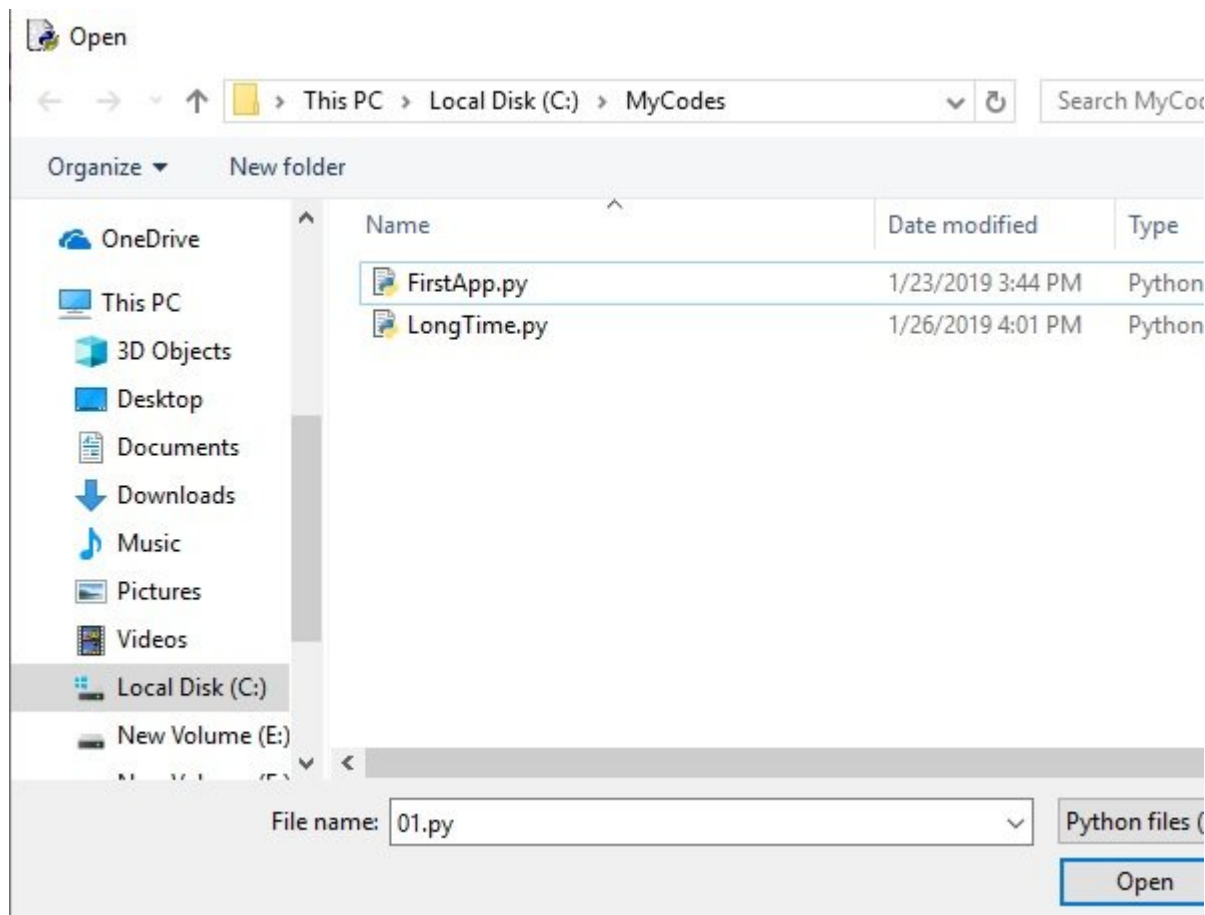 Open
This PC > Local Disk (C:) > MyCodes
Search
Organize New folder
Name Date modified Type
OneDrive
This PC
3D Objects
Desktop
Documents
Downloads
Music
Pictures
Videos
Local Disk (C:)
New Volume (E:)
FirstApp.py 1/23/2019 3:44 PM Python
LongTime.py 1/26/2019 4:01 PM Python
File name: 01.py Python files (
Open